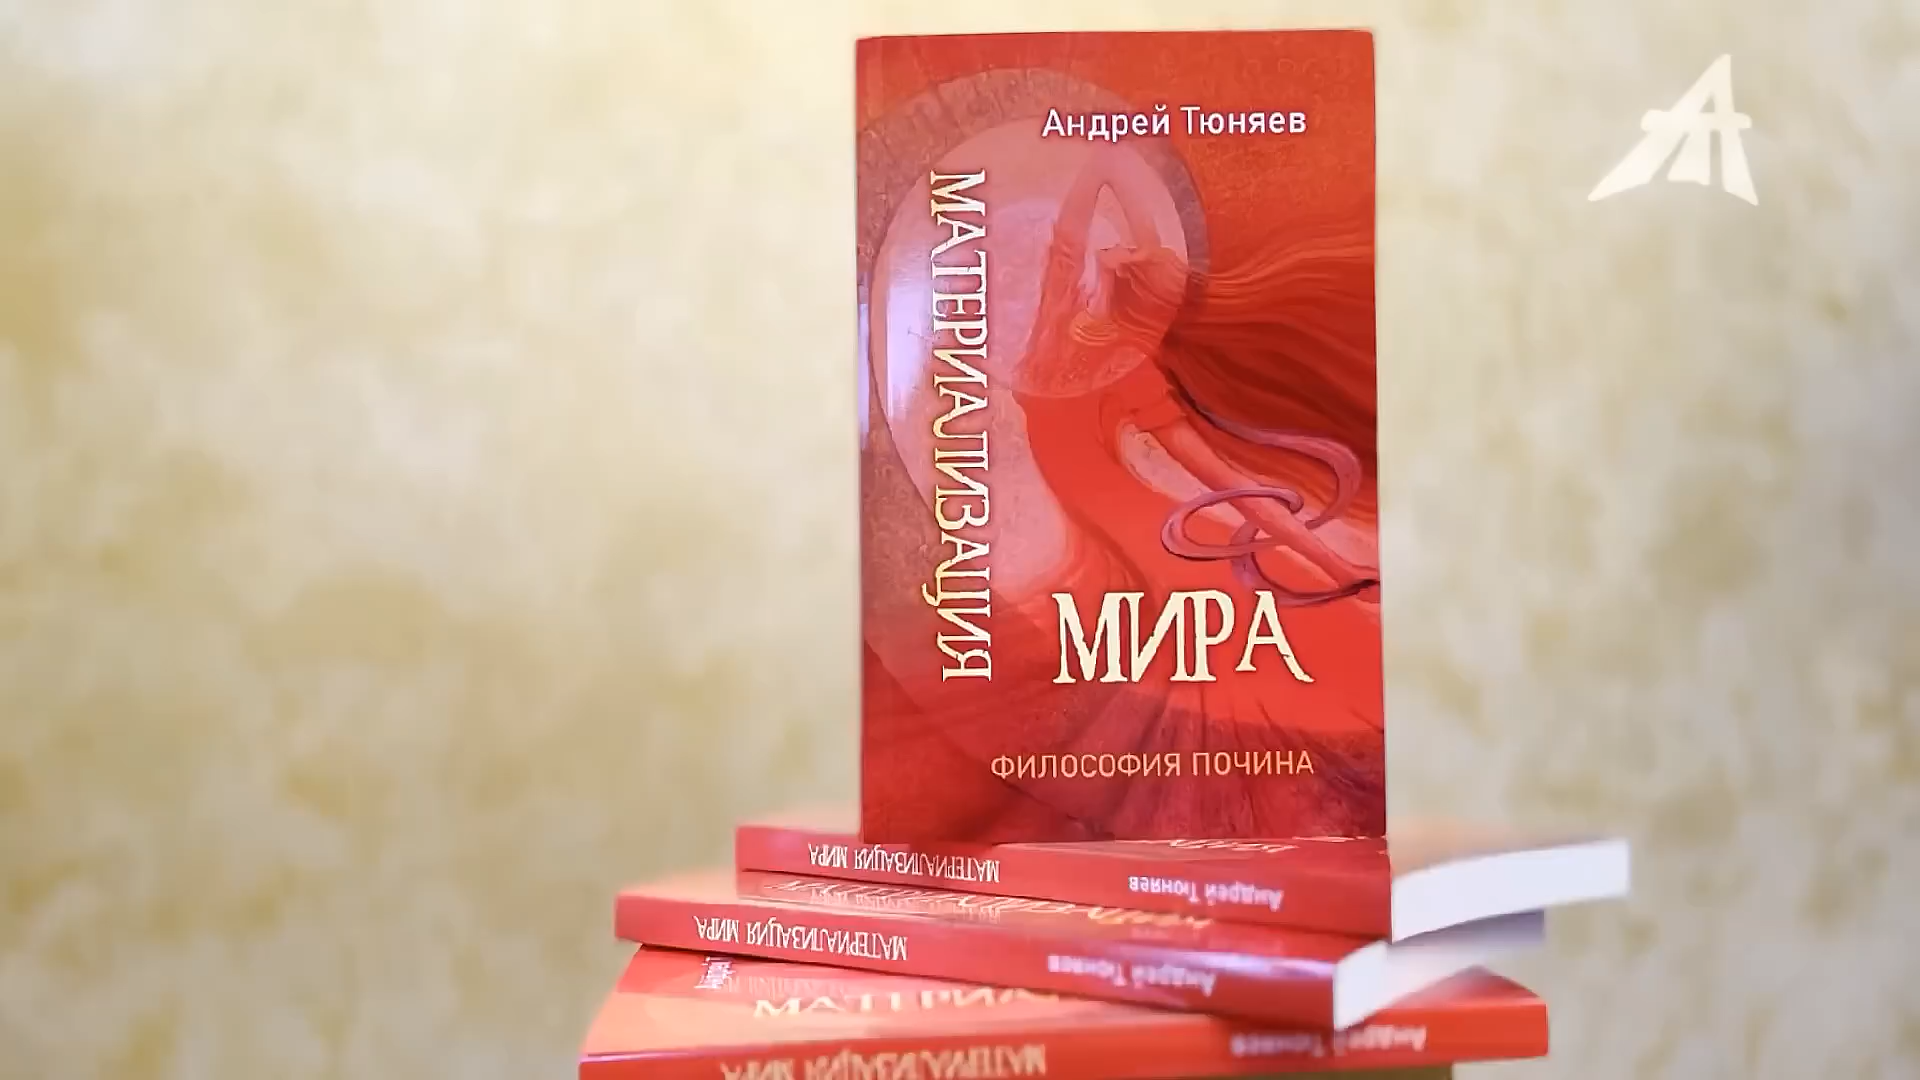 Андрей Тюняев
МАТЕРИАЛИЗАЦИЯ
МИРА
ФИЛОСОФИЯ ПОЧИНА
Андрей Тюняев МАТЕРИАЛИЗАЦИЯ МИРА
Андрей Тюняев МАТЕРИАЛИЗАЦИЯ МИРА
Андрей Тюняев МАТЕРИАЛИЗАЦИЯ МИРА